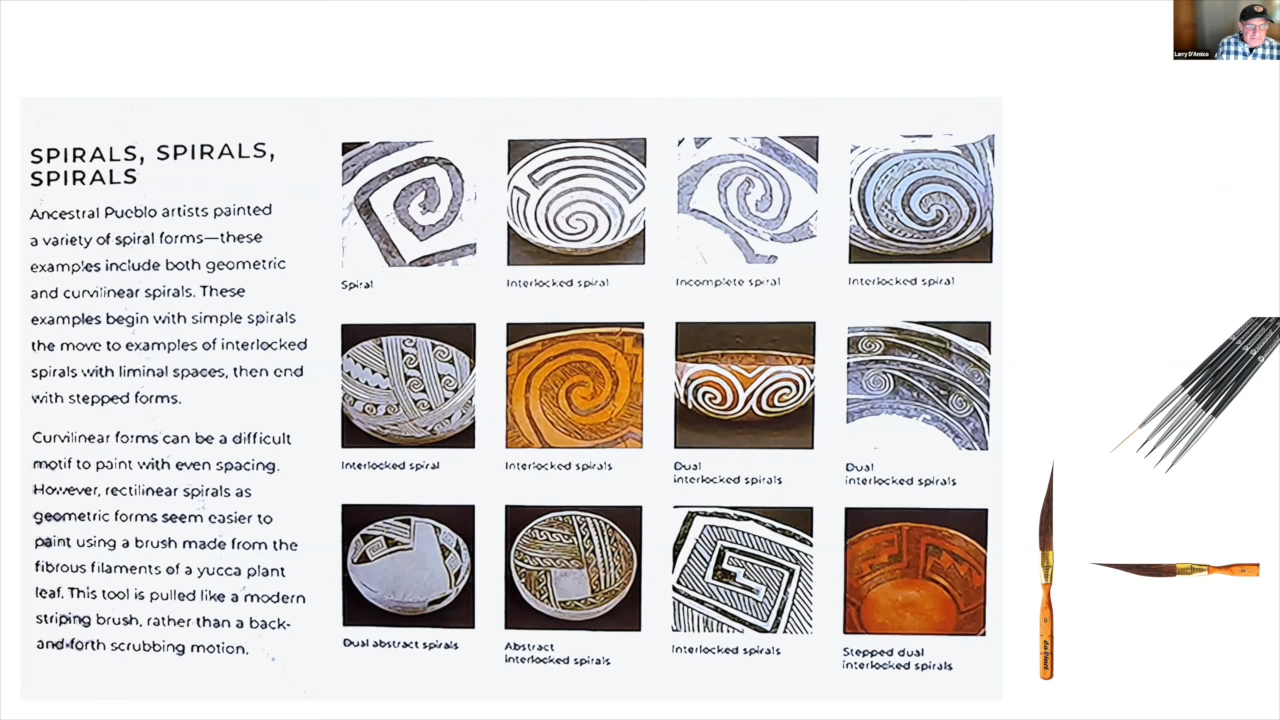 Larry D'Amico
SPIRALS, SPIRALS,
SPIRALS
Ancestral Pueblo artists painted
a variety of spiral forms—these
examples include both geometric
and curvilinear spirals. These
examples begin with simple spirals
the move to examples of interlocked
spirals with liminal spaces, then end
with stepped forms.
Curvilinear forms can be a difficult
motif to paint with even spacing.
However, rectilinear spirals as
geometric forms seem easier to
paint using a brush made from the
fibrous filaments of a yucca plant
leaf. This tool is pulled like a modern
striping brush, rather than a back-
and-forth scrubbing motion.
Spiral
Interlocked spiral
Incomplete spiral
Interlocked spiral
Interlocked spiral
Interlocked spirals
Dual
interlocked spirals
Dual
interlocked spirals
Dual abstract spirals
Abstract
interlocked spirals
Interlocked spirals
Stepped dual
interlocked spirals
da Vinci